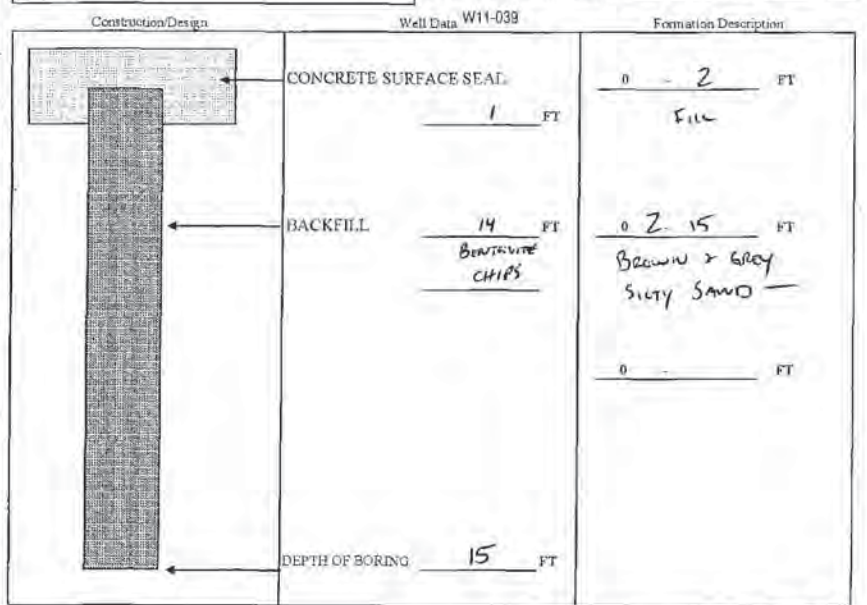 Construction/Design
Well Data W11-039
Formation Description
CONCRETE SURFACE SEAL
1 FT
0 - 2 FT
FILL
BACKFILL 14 FT
BENTONITE
CHIPS
0 2 - 15 FT
BROWN & GREY
SILTY SAND
0 - FT
DEPTH OF BORING 15 FT